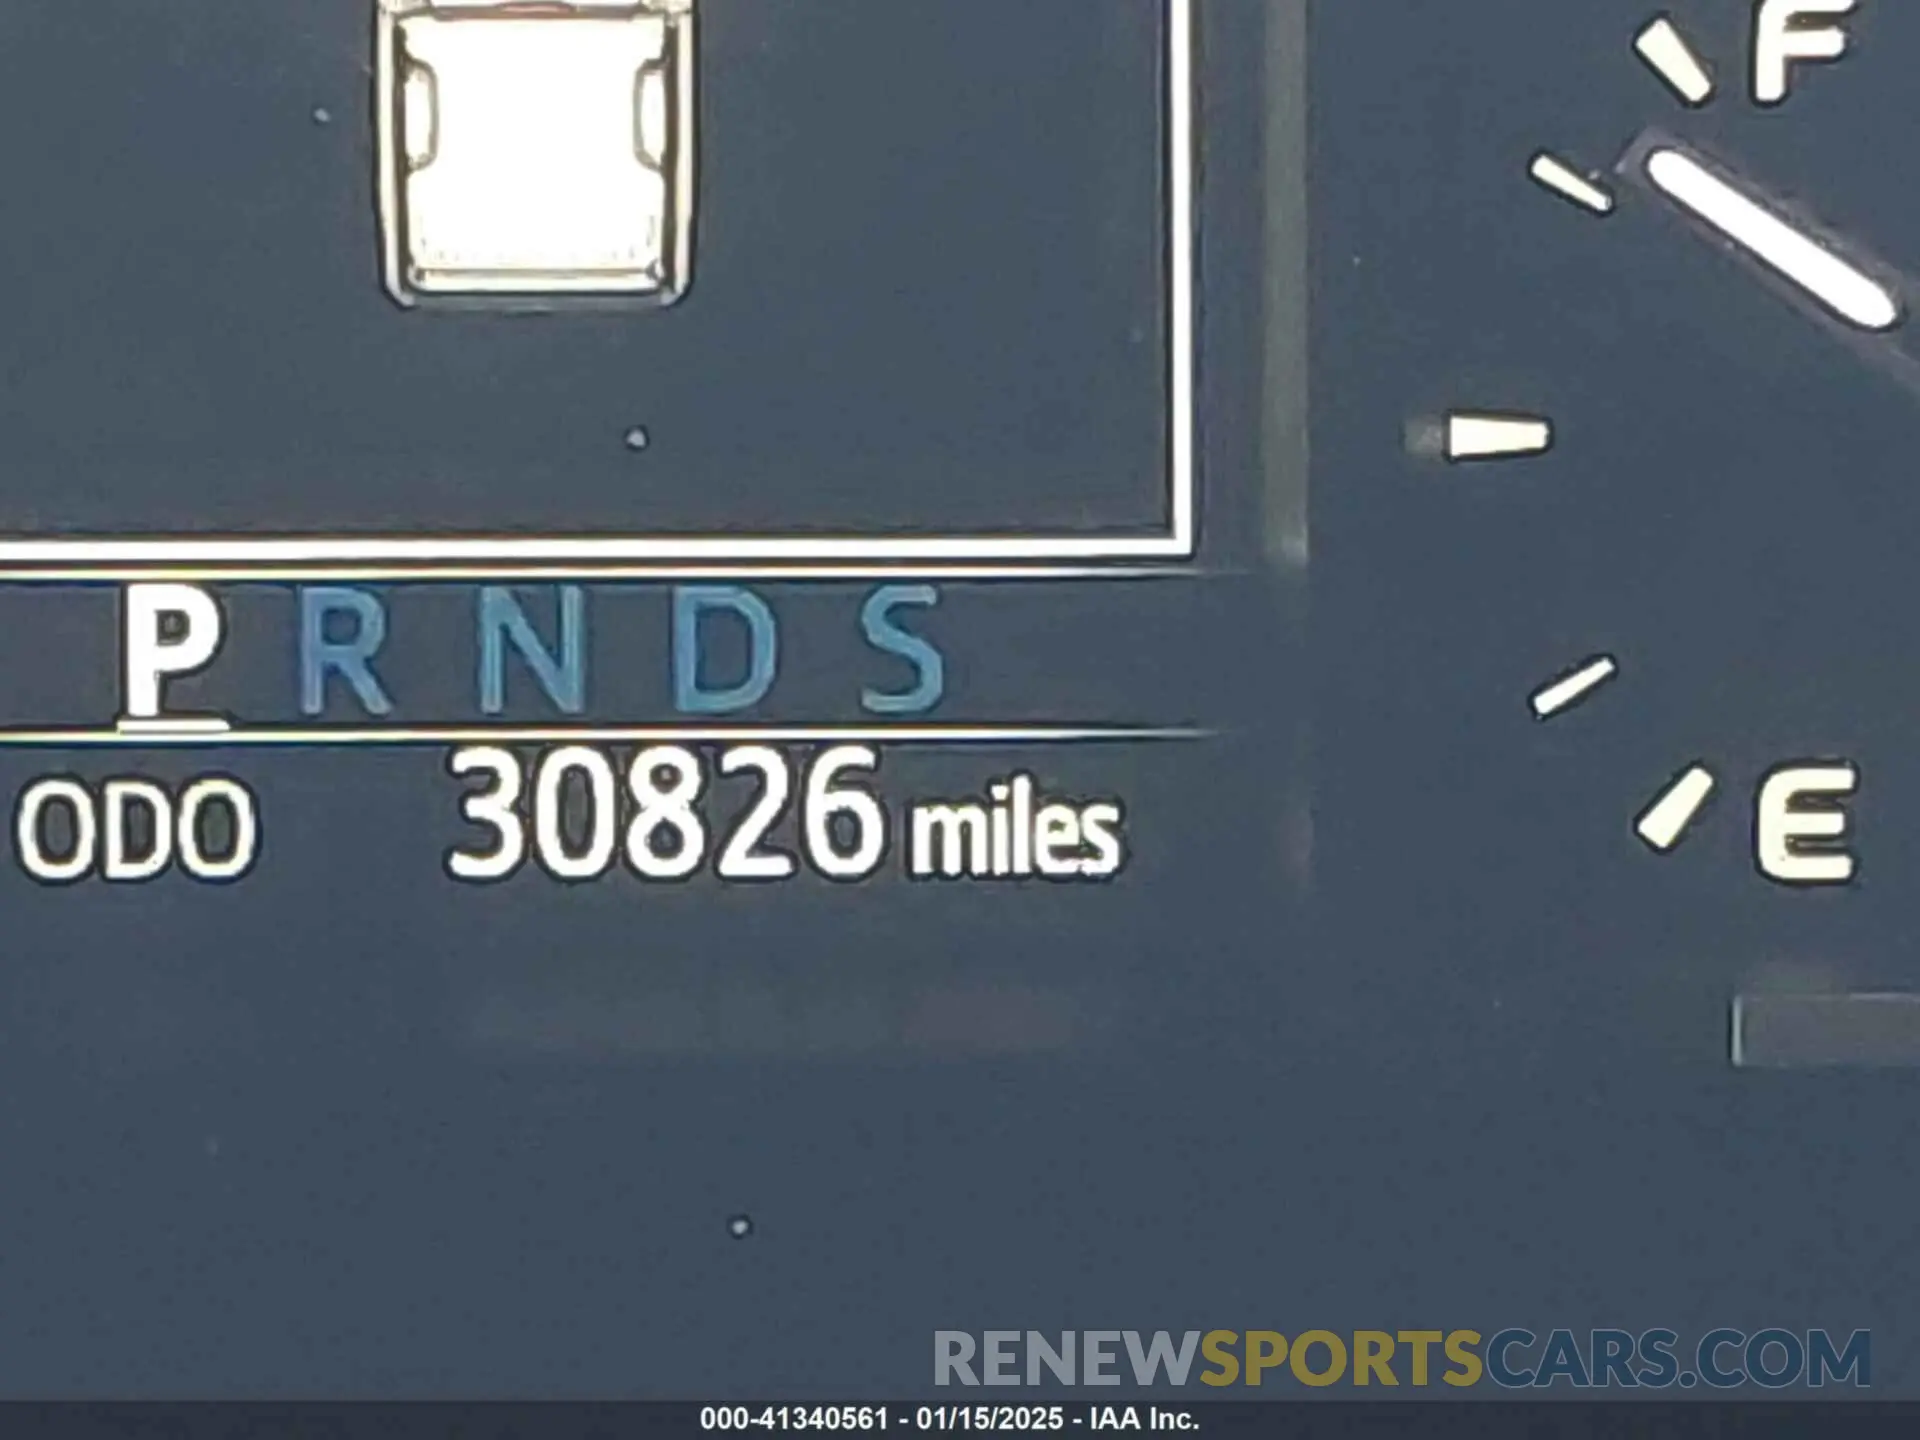 F
P R N D S
ODO 30826 miles
E
RENEWSPORTSCARS.COM
000-41340561 - 01/15/2025 - IAA Inc.